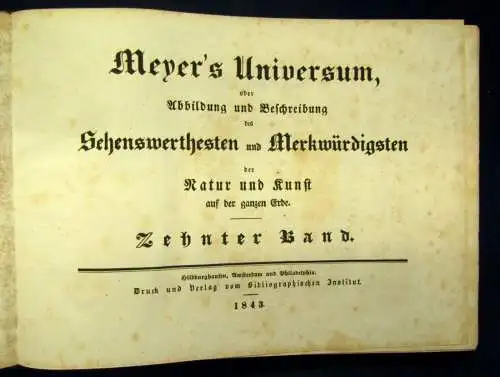 Meyer's Universum,
oder
Abbildung und Beschreibung
des
Sehenswerthesten und Merkwürdigsten
der
Natur und Kunst
auf der ganzen Erde.
Zehnter Band.
Hildburghausen, Amsterdam und Philadelphia.
Druck und Verlag vom Bibliographischen Institut.
1843